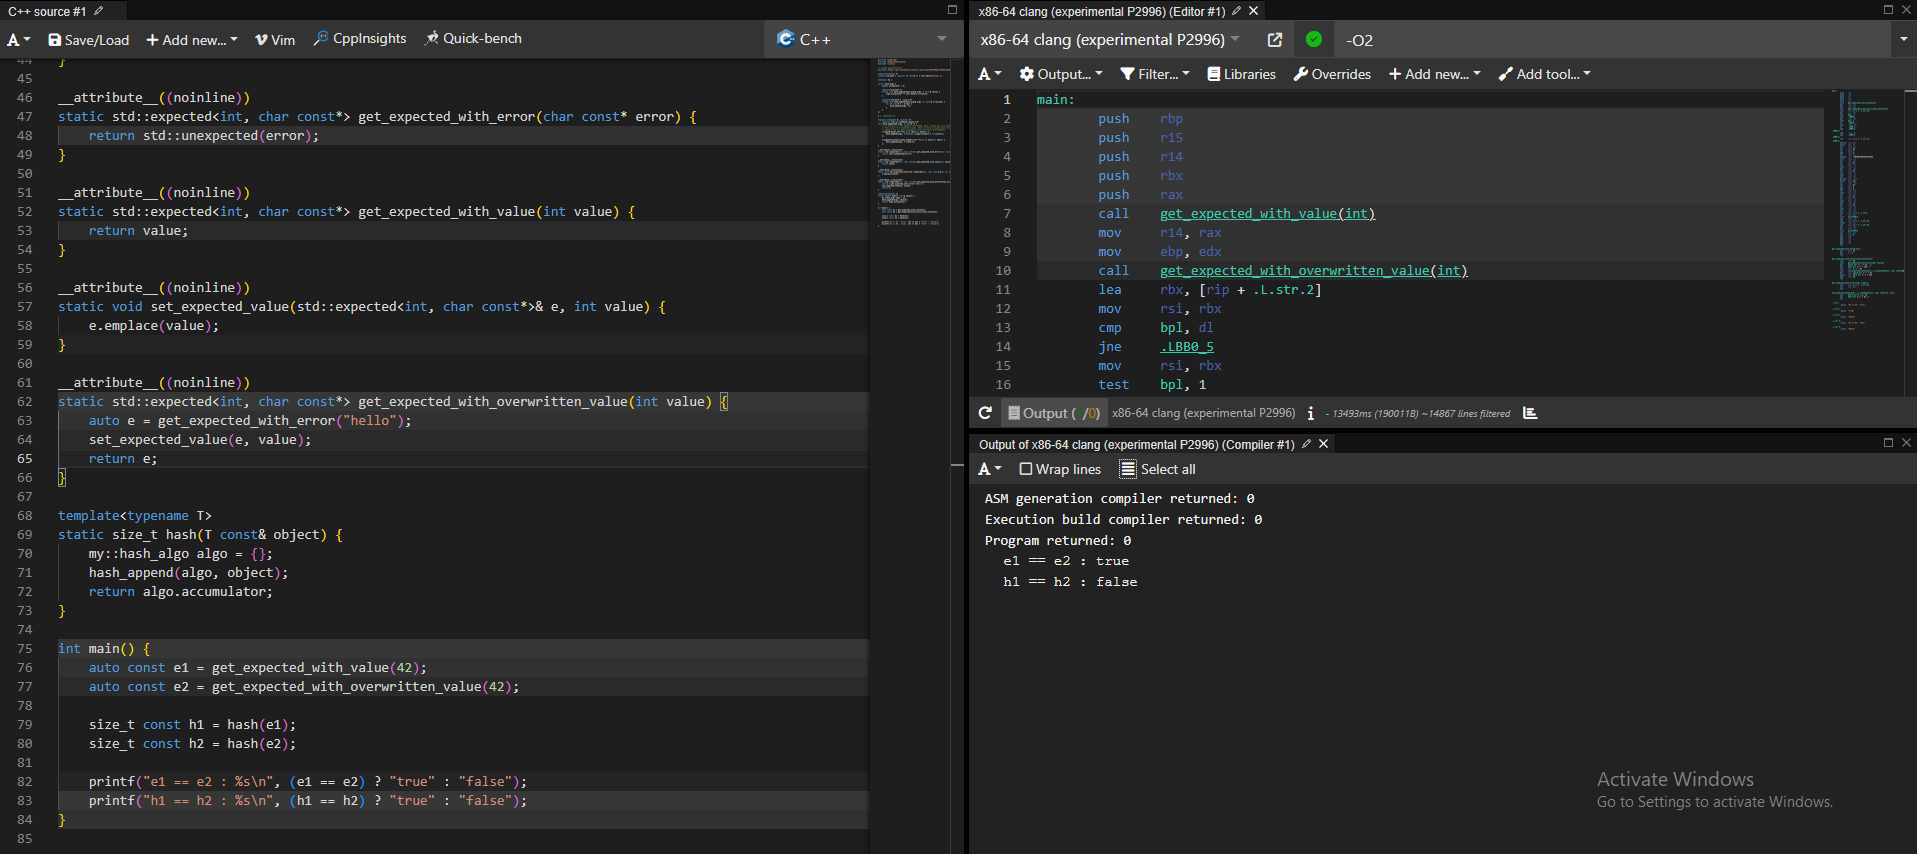 C++ source #1
A Save/Load + Add new... Vim CppInsights Quick-bench C++
44 }
45
46 __attribute__((noinline))
47 static std::expected<int, char const*> get_expected_with_error(char const* error) {
48 return std::unexpected(error);
49 }
50
51 __attribute__((noinline))
52 static std::expected<int, char const*> get_expected_with_value(int value) {
53 return value;
54 }
55
56 __attribute__((noinline))
57 static void set_expected_value(std::expected<int, char const*>& e, int value) {
58 e.emplace(value);
59 }
60
61 __attribute__((noinline))
62 static std::expected<int, char const*> get_expected_with_overwritten_value(int value) {
63 auto e = get_expected_with_error("hello");
64 set_expected_value(e, value);
65 return e;
66 }
67
68 template<typename T>
69 static size_t hash(T const& object) {
70 my::hash_algo algo = {};
71 hash_append(algo, object);
72 return algo.accumulator;
73 }
74
75 int main() {
76 auto const e1 = get_expected_with_value(42);
77 auto const e2 = get_expected_with_overwritten_value(42);
78
79 size_t const h1 = hash(e1);
80 size_t const h2 = hash(e2);
81
82 printf("e1 == e2 : %s\n", (e1 == e2) ? "true" : "false");
83 printf("h1 == h2 : %s\n", (h1 == h2) ? "true" : "false");
84 }
85
x86-64 clang (experimental P2996) (Editor #1)
x86-64 clang (experimental P2996) -O2
A Output... Filter... Libraries Overrides + Add new... Add tool...
1 main:
2 push rbp
3 push r15
4 push r14
5 push rbx
6 push rax
7 call get_expected_with_value(int)
8 mov r14, rax
9 mov ebp, edx
10 call get_expected_with_overwritten_value(int)
11 lea rbx, [rip + .L.str.2]
12 mov rsi, rbx
13 cmp bpl, dl
14 jne .LBB0_5
15 mov rsi, rbx
16 test bpl, 1
Output ( /0) x86-64 clang (experimental P2996) i - 13493ms (190011B) ~14867 lines filtered
Output of x86-64 clang (experimental P2996) (Compiler #1)
A Wrap lines Select all
ASM generation compiler returned: 0
Execution build compiler returned: 0
Program returned: 0
e1 == e2 : true
h1 == h2 : false
Activate Windows
Go to Settings to activate Windows.